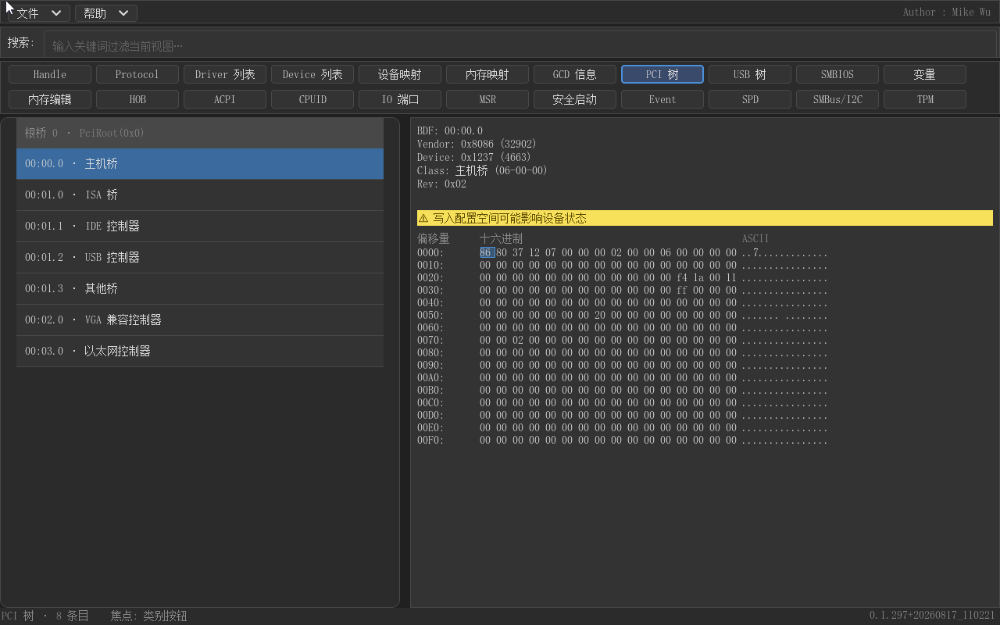 文件 帮助 Author : Mike Wu
搜索: 输入关键词过滤当前视图…
Handle Protocol Driver 列表 Device 列表 设备映射 内存映射 GCD 信息 PCI 树 USB 树 SMBIOS 变量
内存编辑 HOB ACPI CPUID IO 端口 MSR 安全启动 Event SPD SMBus/I2C TPM
根桥 0 · PciRoot(0x0)
00:00.0 · 主机桥
00:01.0 · ISA 桥
00:01.1 · IDE 控制器
00:01.2 · USB 控制器
00:01.3 · 其他桥
00:02.0 · VGA 兼容控制器
00:03.0 · 以太网控制器
BDF: 00:00.0
Vendor: 0x8086 (32902)
Device: 0x1237 (4663)
Class: 主机桥 (06-00-00)
Rev: 0x02
⚠ 写入配置空间可能影响设备状态
偏移量 十六进制 ASCII
0000: 86 80 37 12 07 00 00 00 02 00 00 06 00 00 00 00 ..7.............
0010: 00 00 00 00 00 00 00 00 00 00 00 00 00 00 00 00 ................
0020: 00 00 00 00 00 00 00 00 00 00 00 00 f4 1a 00 11 ................
0030: 00 00 00 00 00 00 00 00 00 00 00 00 ff 00 00 00 ................
0040: 00 00 00 00 00 00 00 00 00 00 00 00 00 00 00 00 ................
0050: 00 00 00 00 00 00 00 20 00 00 00 00 00 00 00 00 ....... ........
0060: 00 00 00 00 00 00 00 00 00 00 00 00 00 00 00 00 ................
0070: 00 00 02 00 00 00 00 00 00 00 00 00 00 00 00 00 ................
0080: 00 00 00 00 00 00 00 00 00 00 00 00 00 00 00 00 ................
0090: 00 00 00 00 00 00 00 00 00 00 00 00 00 00 00 00 ................
00A0: 00 00 00 00 00 00 00 00 00 00 00 00 00 00 00 00 ................
00B0: 00 00 00 00 00 00 00 00 00 00 00 00 00 00 00 00 ................
00C0: 00 00 00 00 00 00 00 00 00 00 00 00 00 00 00 00 ................
00D0: 00 00 00 00 00 00 00 00 00 00 00 00 00 00 00 00 ................
00E0: 00 00 00 00 00 00 00 00 00 00 00 00 00 00 00 00 ................
00F0: 00 00 00 00 00 00 00 00 00 00 00 00 00 00 00 00 ................
PCI 树 · 8 条目 焦点: 类别按钮 0.1.297+20260817_110221